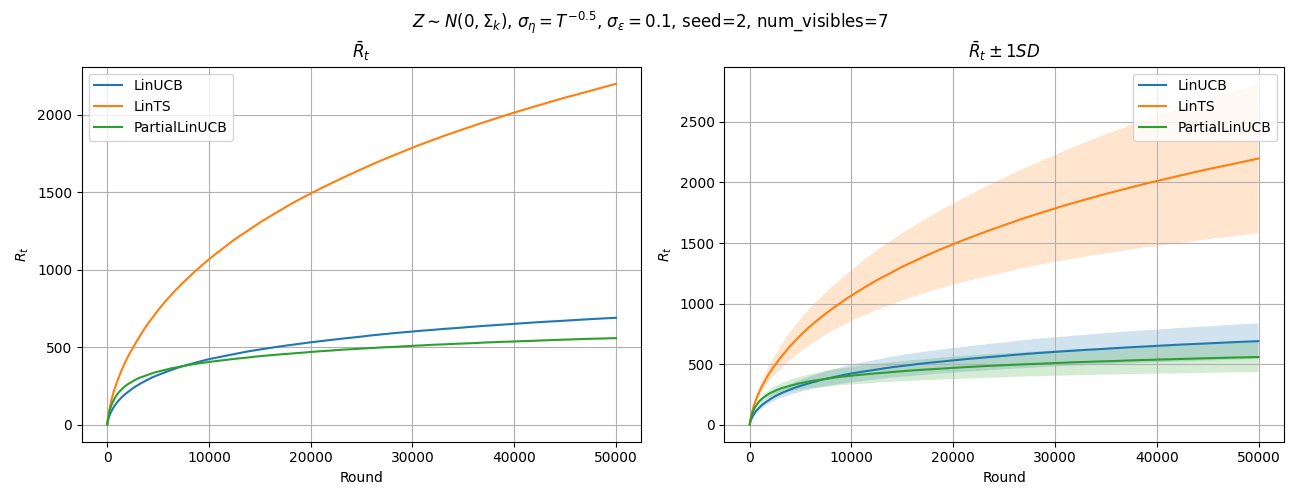 Z ∼ N(0, Σ_k), σ_η = T^{−0.5}, σ_ε = 0.1, seed=2, num_visibles=7
R̄_t
LinUCB
LinTS
PartialLinUCB
R_t
2000
1500
1000
500
0
0 10000 20000 30000 40000 50000
Round
R̄_t ± 1SD
LinUCB
LinTS
PartialLinUCB
R_t
2500
2000
1500
1000
500
0
0 10000 20000 30000 40000 50000
Round